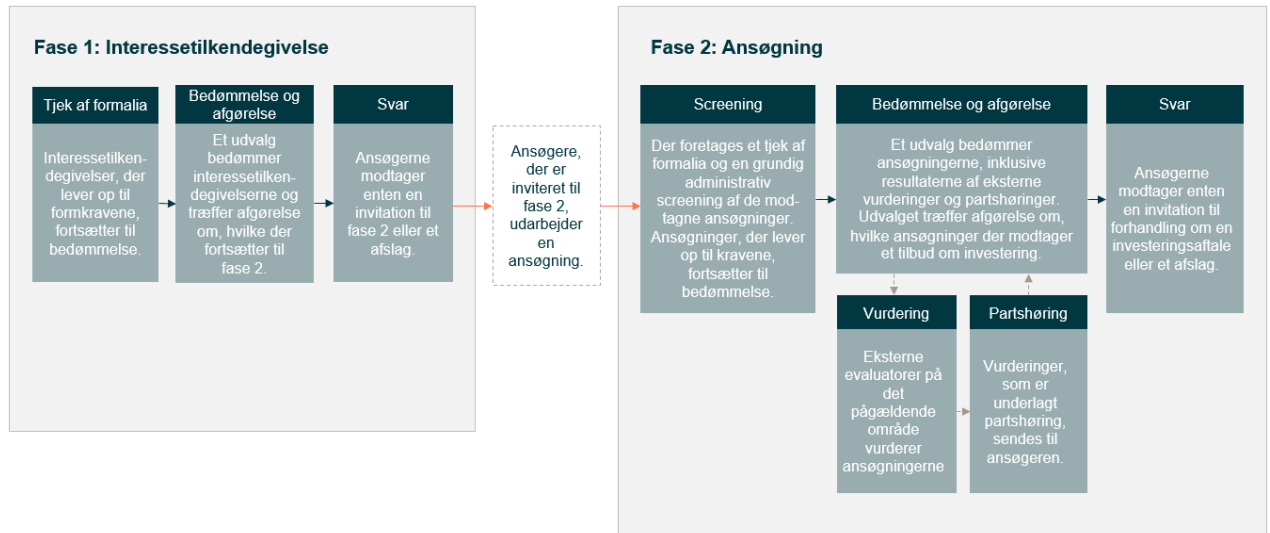 Fase 1: Interessetilkendegivelse
Tjek af formalia
Interessetilken-
degivelser, der
lever op til
formkravene,
fortsætter til
bedømmelse.
Bedømmelse og
afgørelse
Et udvalg
bedømmer
interessetilken-
degivelserne og
træffer afgørelse
om, hvilke der
fortsætter til
fase 2.
Svar
Ansøgerne
modtager
enten en
invitation til
fase 2 eller et
afslag.
Ansøgere,
der er
inviteret til
fase 2,
udarbejder
en
ansøgning.
Fase 2: Ansøgning
Screening
Der foretages et tjek af
formalia og en grundig
administrativ
screening af de mod-
tagne ansøgninger.
Ansøgninger, der lever
op til kravene,
fortsætter til
bedømmelse.
Bedømmelse og afgørelse
Et udvalg bedømmer
ansøgningerne, inklusive
resultaterne af eksterne
vurderinger og partshøringer.
Udvalget træffer afgørelse om,
hvilke ansøgninger der modtager
et tilbud om investering.
Vurdering
Eksterne
evaluatorer på
det
pågældende
område
vurderer
ansøgningerne
Partshøring
Vurderinger,
som er
underlagt
partshøring,
sendes til
ansøgeren.
Svar
Ansøgerne
modtager enten
en invitation til
forhandling om en
investeringsaftale
eller et afslag.